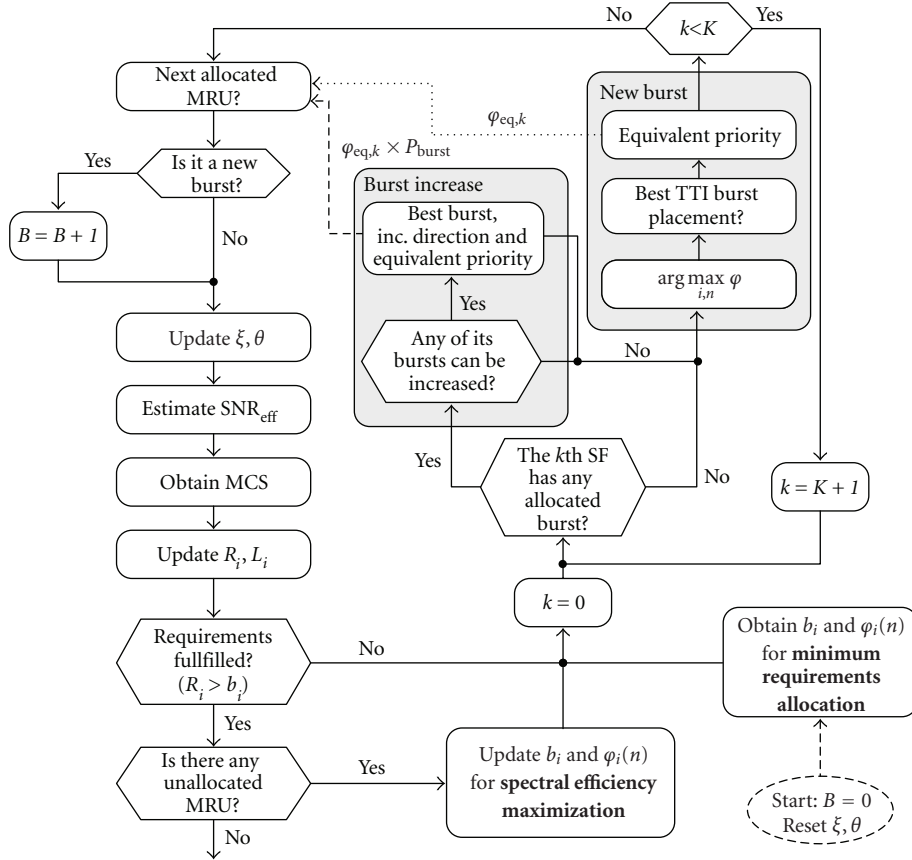 No
k<K
Yes
Next allocated
MRU?
New burst
φeq,k
Equivalent priority
φeq,k × Pburst
Yes
Is it a new
burst?
Burst increase
Best TTI burst
placement?
B = B + 1
No
Best burst,
inc. direction and
equivalent priority
arg max φ
i,n
Yes
Update ξ, θ
Any of its
bursts can be
increased?
No
Estimate SNReff
Yes
The kth SF
has any
allocated
burst?
No
Obtain MCS
k = K + 1
Update Ri, Li
k = 0
Requirements
fullfilled?
(Ri > bi)
No
Obtain bi and φi(n)
for minimum
requirements
allocation
Yes
Is there any
unallocated
MRU?
Yes
Update bi and φi(n)
for spectral efficiency
maximization
Start: B = 0
Reset ξ, θ
No